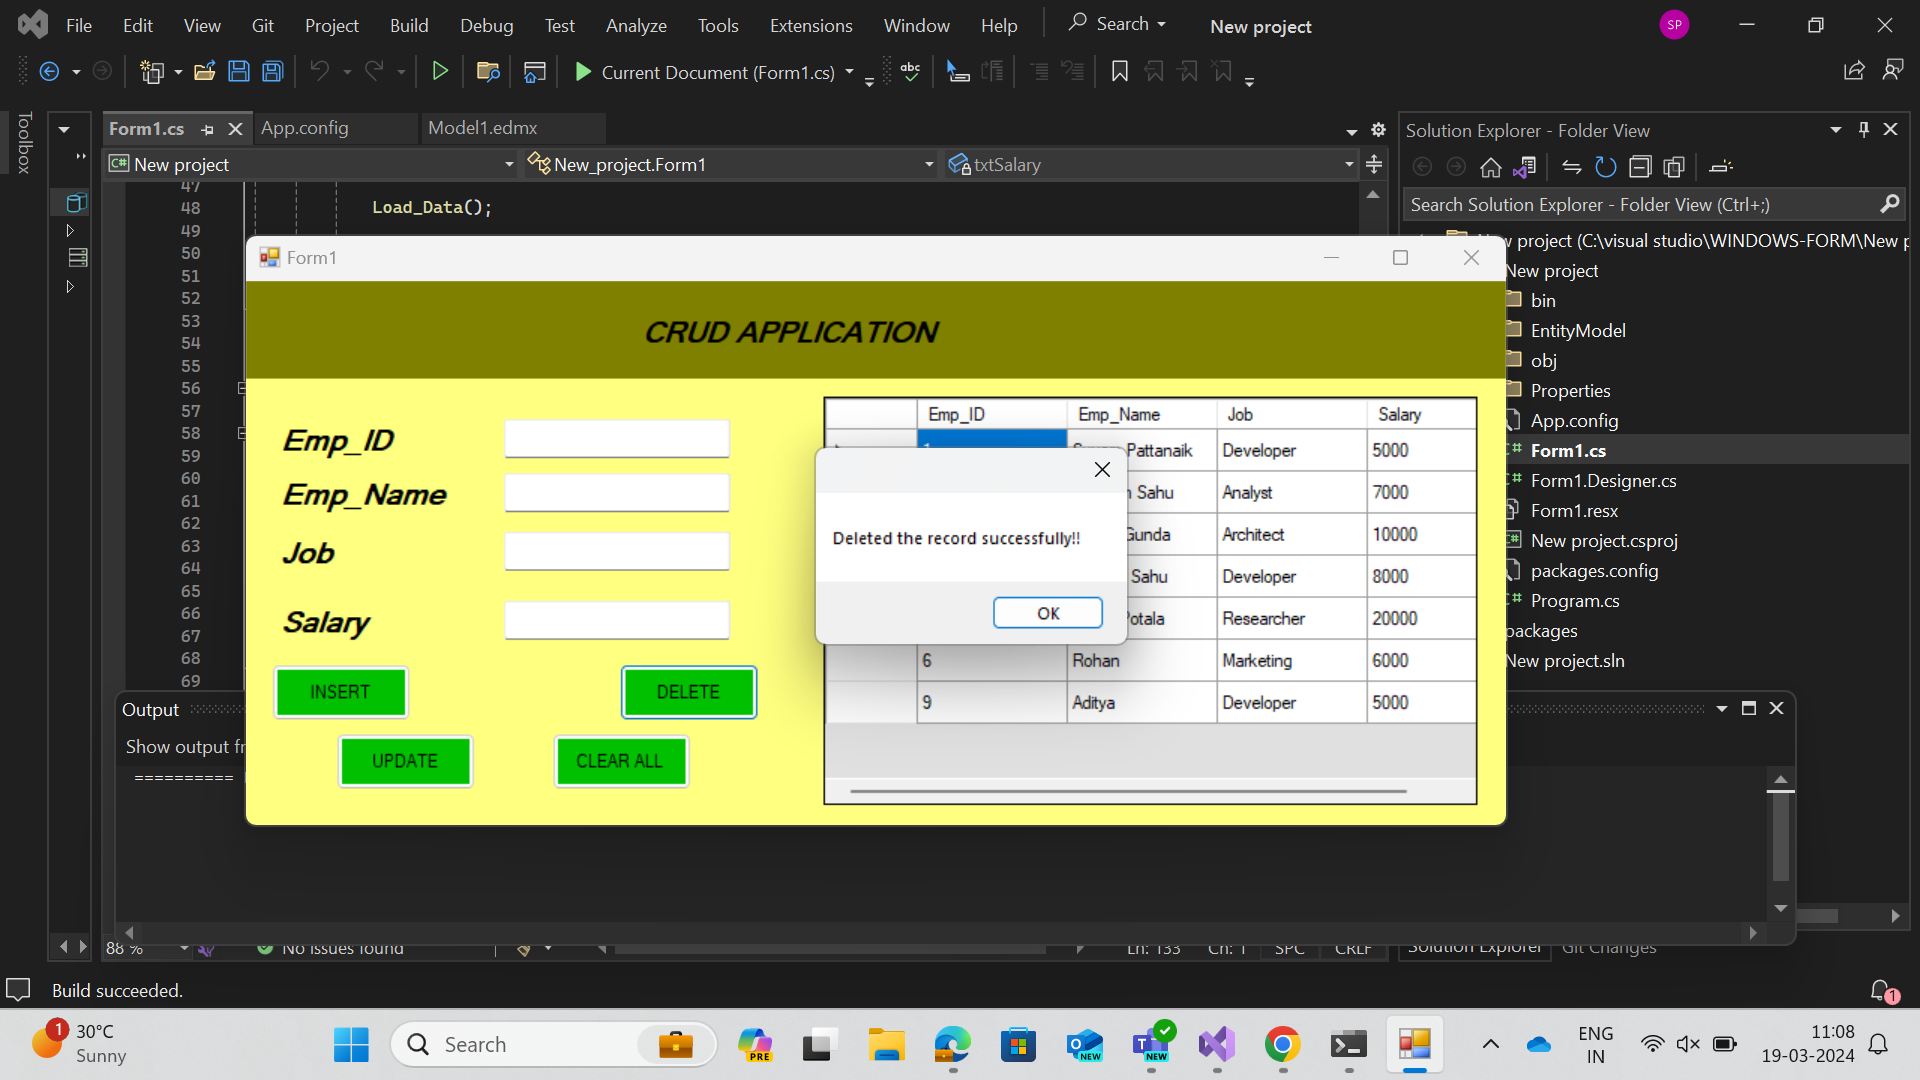 File Edit View Git Project Build Debug Test Analyze Tools Extensions Window Help Search New project SP
Current Document (Form1.cs) abc
Toolbox
Form1.cs App.config Model1.edmx
C# New project New_project.Form1 txtSalary
47
48 Load_Data();
49
50
51
52
53
54
55
56
57
58
59
60
61
62
63
64
65
66
67
68
69
Form1
CRUD APPLICATION
Emp_ID
Emp_Name
Job
Salary
INSERT DELETE
UPDATE CLEAR ALL
Emp_ID Emp_Name Job Salary
Pattanaik Developer 5000
Sahu Analyst 7000
Gunda Architect 10000
Sahu Developer 8000
Researcher 20000
6 Rohan Marketing 6000
9 Aditya Developer 5000
Deleted the record successfully!!
OK
Solution Explorer - Folder View
Search Solution Explorer - Folder View (Ctrl+;)
project (C:\visual studio\WINDOWS-FORM\New p
New project
bin
EntityModel
obj
Properties
App.config
Form1.cs
Form1.Designer.cs
Form1.resx
New project.csproj
packages.config
Program.cs
packages
New project.sln
Output
Show output fr
==========
88 % No issues found Ln: 133 Ch: 1 SPC CRLF
Solution Explorer Git Changes
Build succeeded. 1
1 30°C
Sunny
Search
PRE
NEW
NEW
ENG
IN
11:08
19-03-2024